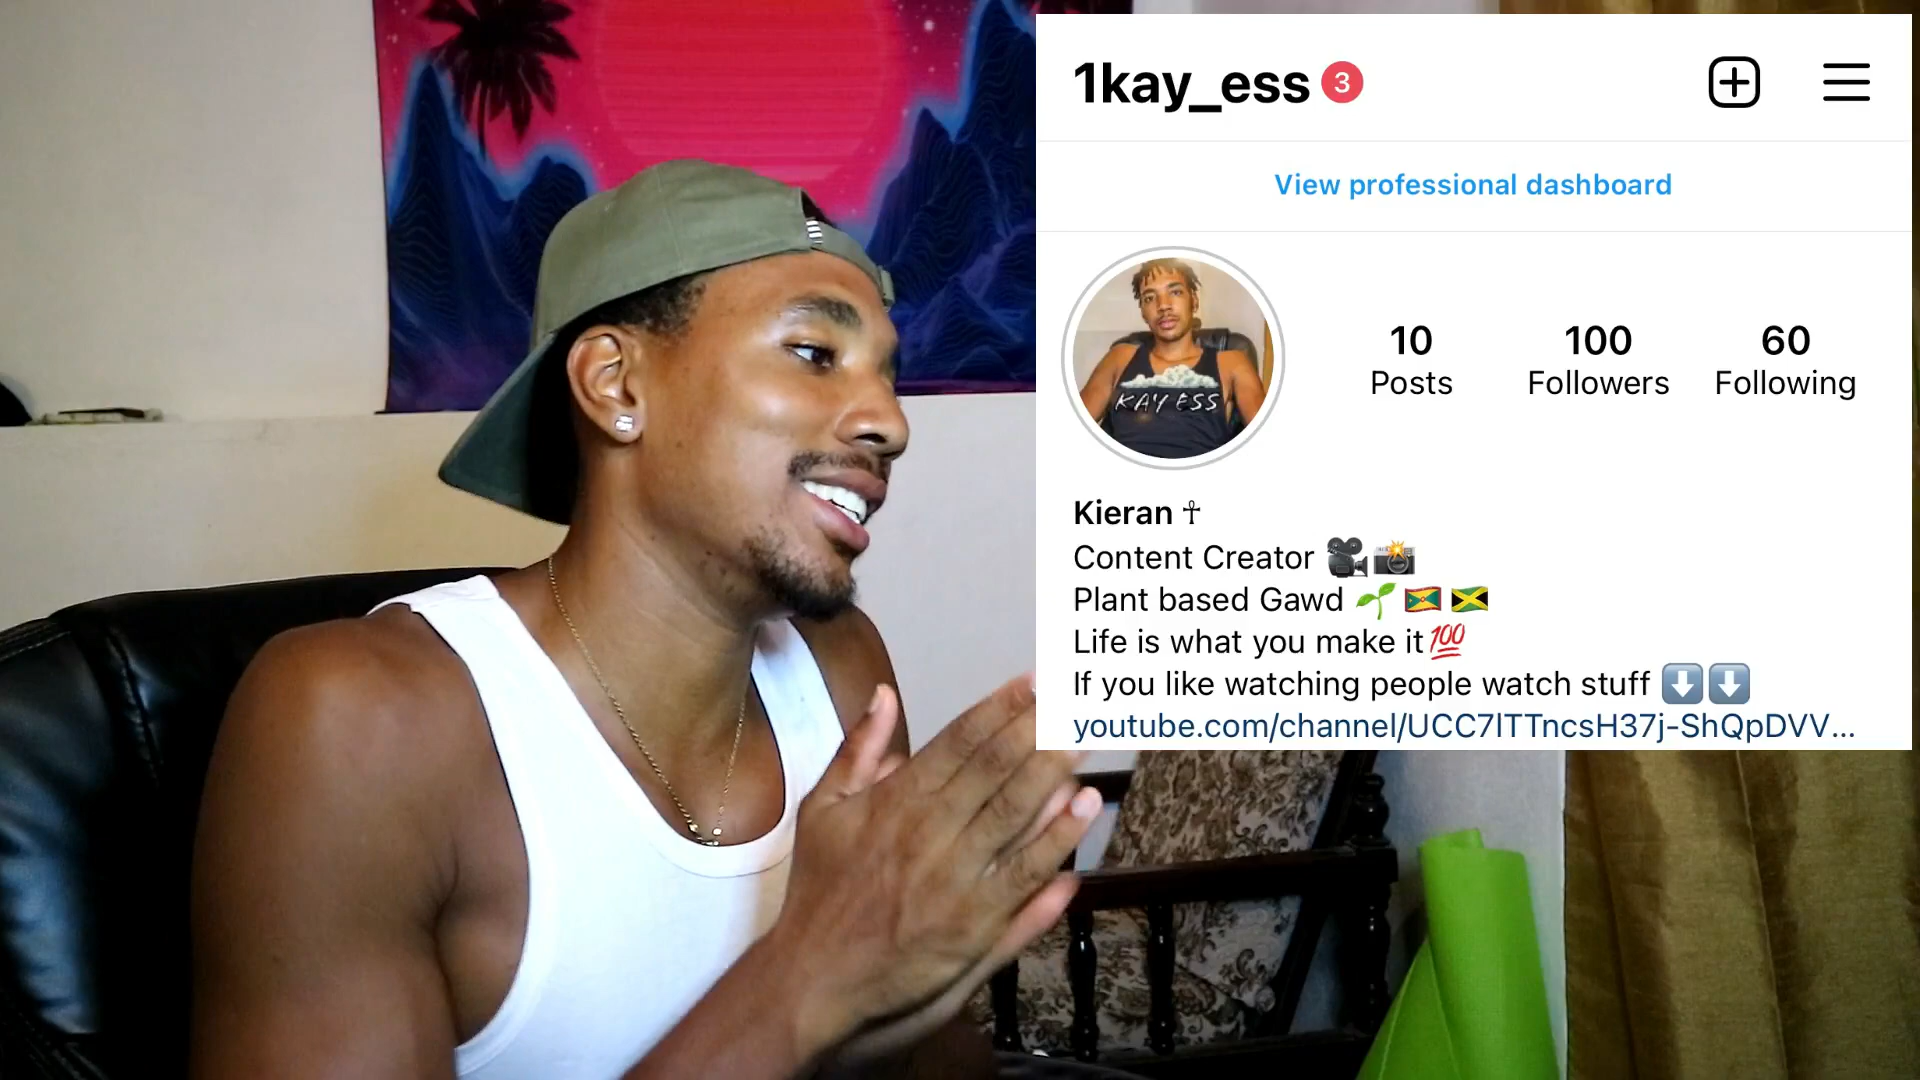 1kay_ess 3
View professional dashboard
10 100 60
Posts Followers Following
KAY ESS
Kieran ☥
Content Creator 🎥📸
Plant based Gawd 🌱🇬🇩🇯🇲
Life is what you make it💯
If you like watching people watch stuff ⬇️⬇️
youtube.com/channel/UCC7lTTncsH37j-ShQpDVV...